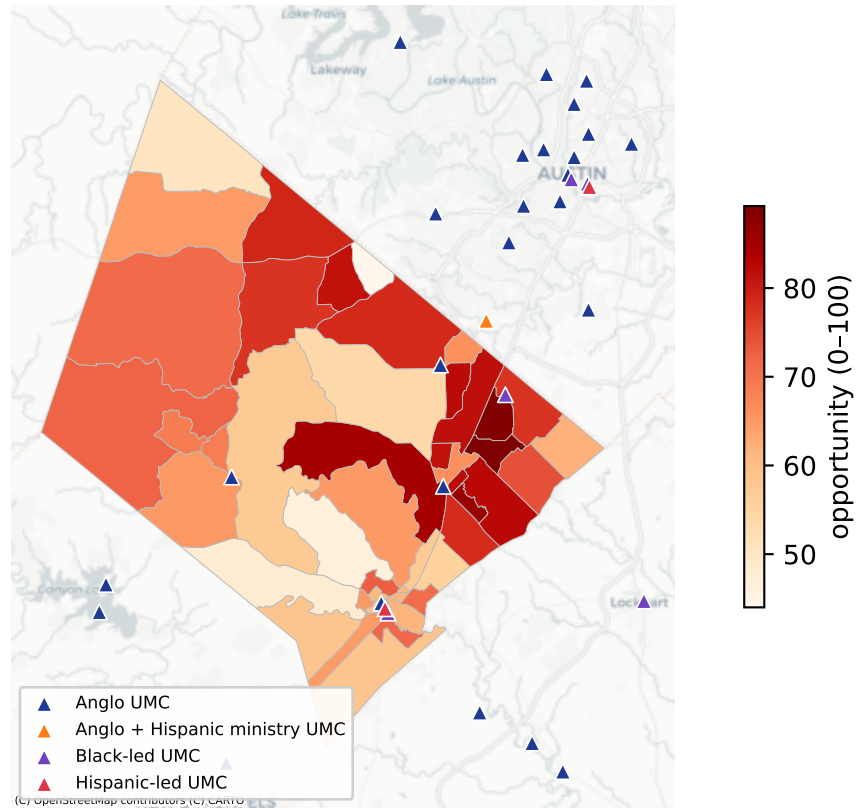 Lake Travis
Lakeway
Lake Austin
AUSTIN
80
70
60
50
opportunity (0–100)
Canyon Lake
Lockhart
Anglo UMC
Anglo + Hispanic ministry UMC
Black-led UMC
Hispanic-led UMC
(C) OpenStreetMap contributors (C) CARTO